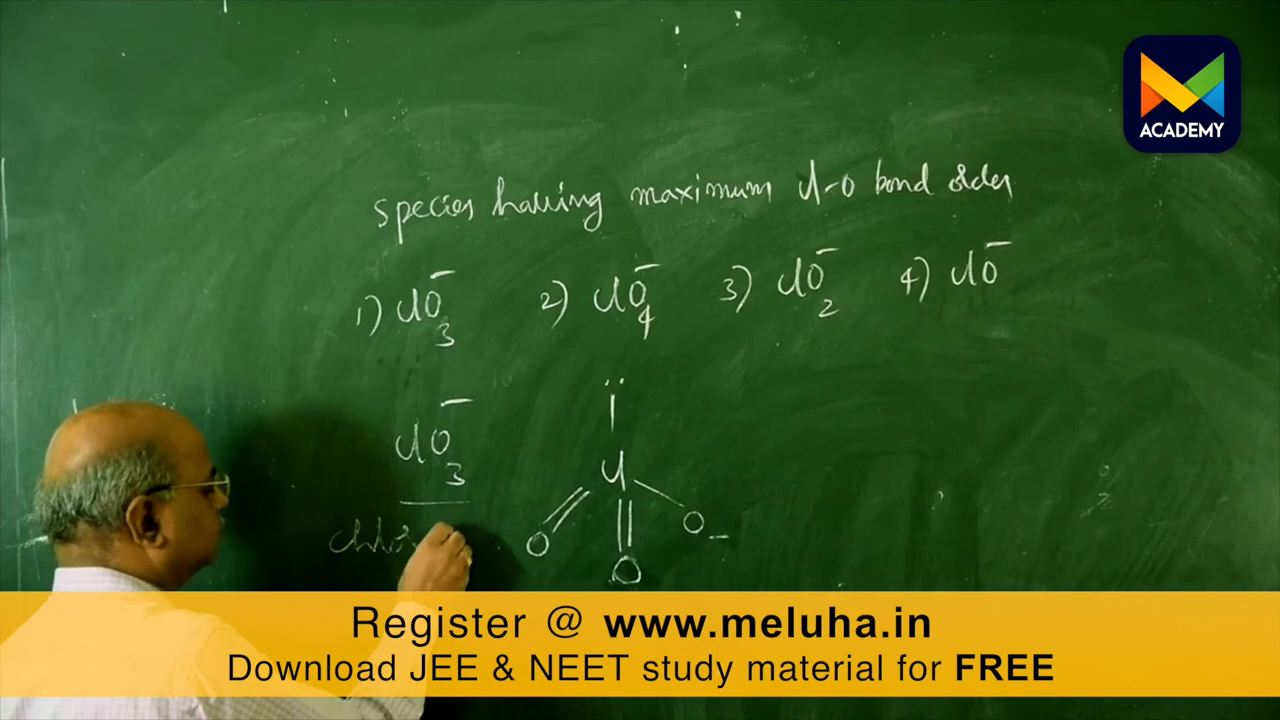 ACADEMY
species having maximum Cl-O bond order
1) ClO3⁻ 2) ClO4⁻ 3) ClO2⁻ 4) ClO⁻
ClO3⁻
Cl
O O O -
chlor
Register @ www.meluha.in
Download JEE & NEET study material for FREE